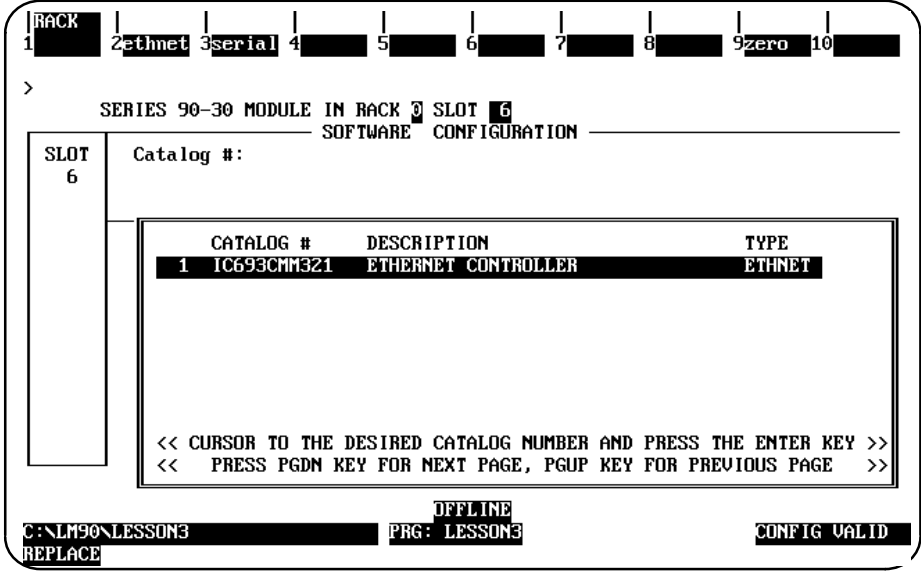 RACK
1 2ethnet 3serial 4 5 6 7 8 9zero 10
>
SERIES 90-30 MODULE IN RACK 0 SLOT 6
SOFTWARE CONFIGURATION
SLOT
6
Catalog #:
CATALOG # DESCRIPTION TYPE
1 IC693CMM321 ETHERNET CONTROLLER ETHNET
<< CURSOR TO THE DESIRED CATALOG NUMBER AND PRESS THE ENTER KEY >>
<< PRESS PGDN KEY FOR NEXT PAGE, PGUP KEY FOR PREVIOUS PAGE >>
OFFLINE
C:\LM90\LESSON3 PRG: LESSON3 CONFIG VALID
REPLACE